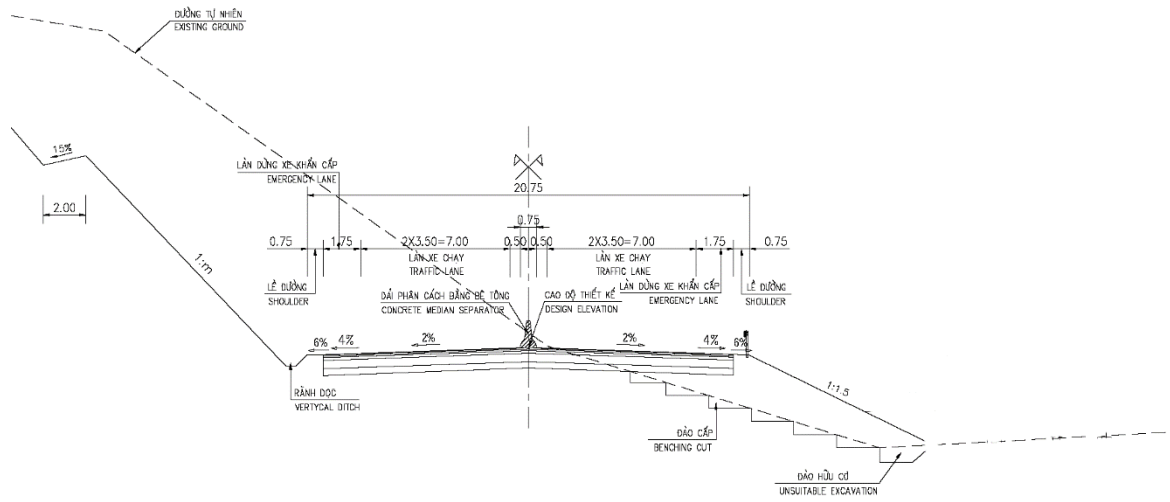 ĐƯỜNG TỰ NHIÊN
EXISTING GROUND
15%
2.00
1:m
LÀN DỪNG XE KHẨN CẤP
EMERGENCY LANE
20.75
0.75
0.75
1.75
2X3.50=7.00
0.50
0.50
2X3.50=7.00
1.75
0.75
LÀN XE CHẠY
TRAFFIC LANE
LÀN XE CHẠY
TRAFFIC LANE
LỀ ĐƯỜNG
SHOULDER
DẢI PHÂN CÁCH BẰNG BÊ TÔNG
CONCRETE MEDIAN SEPARATOR
CAO ĐỘ THIẾT KẾ
DESIGN ELEVATION
LÀN DỪNG XE KHẨN CẤP
EMERGENCY LANE
LỀ ĐƯỜNG
SHOULDER
6%
4%
2%
2%
4%
6%
RÃNH DỌC
VERTYCAL DITCH
1:1.5
ĐÀO CẤP
BENCHING CUT
ĐÀO HỮU CƠ
UNSUITABLE EXCAVATION